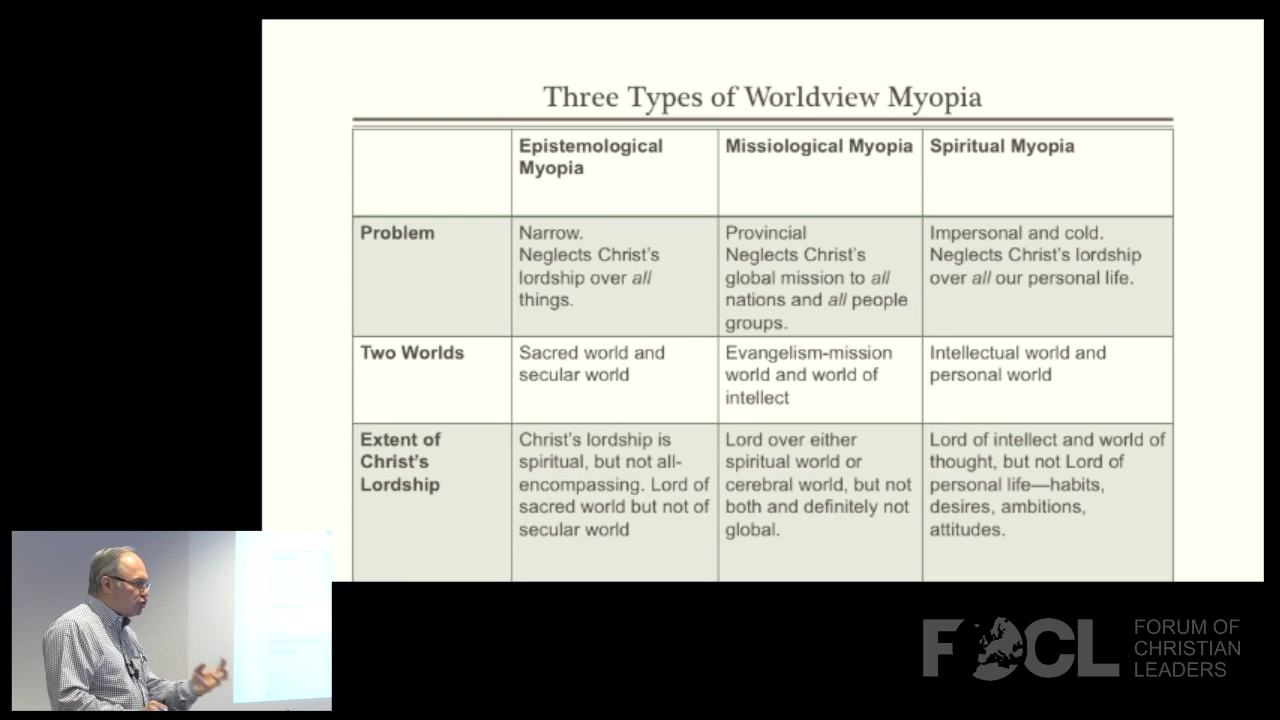 Three Types of Worldview Myopia
Epistemological
Myopia
Missiological Myopia
Spiritual Myopia
Problem
Narrow.
Neglects Christ's
lordship over all
things.
Provincial
Neglects Christ's
global mission to all
nations and all people
groups.
Impersonal and cold.
Neglects Christ's lordship
over all our personal life.
Two Worlds
Sacred world and
secular world
Evangelism-mission
world and world of
intellect
Intellectual world and
personal world
Extent of
Christ's
Lordship
Christ's lordship is
spiritual, but not all-
encompassing. Lord of
sacred world but not of
secular world
Lord over either
spiritual world or
cerebral world, but not
both and definitely not
global.
Lord of intellect and world of
thought, but not Lord of
personal life—habits,
desires, ambitions,
attitudes.
FOCL
FORUM OF
CHRISTIAN
LEADERS